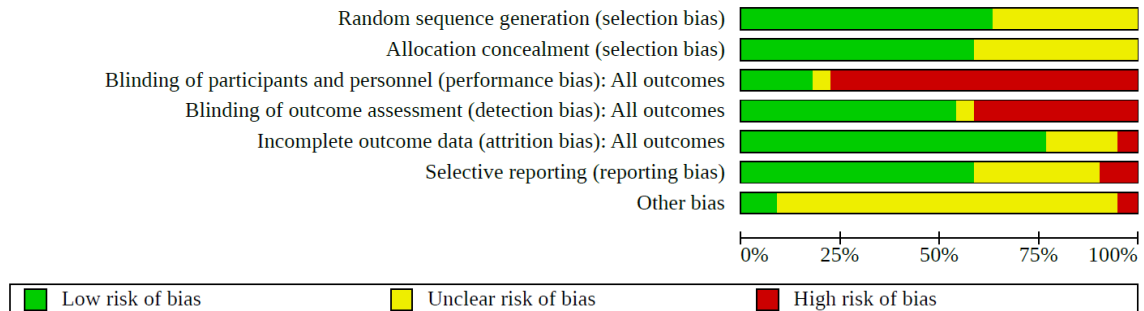 Random sequence generation (selection bias)
Allocation concealment (selection bias)
Blinding of participants and personnel (performance bias): All outcomes
Blinding of outcome assessment (detection bias): All outcomes
Incomplete outcome data (attrition bias): All outcomes
Selective reporting (reporting bias)
Other bias
0% 25% 50% 75% 100%
Low risk of bias Unclear risk of bias High risk of bias